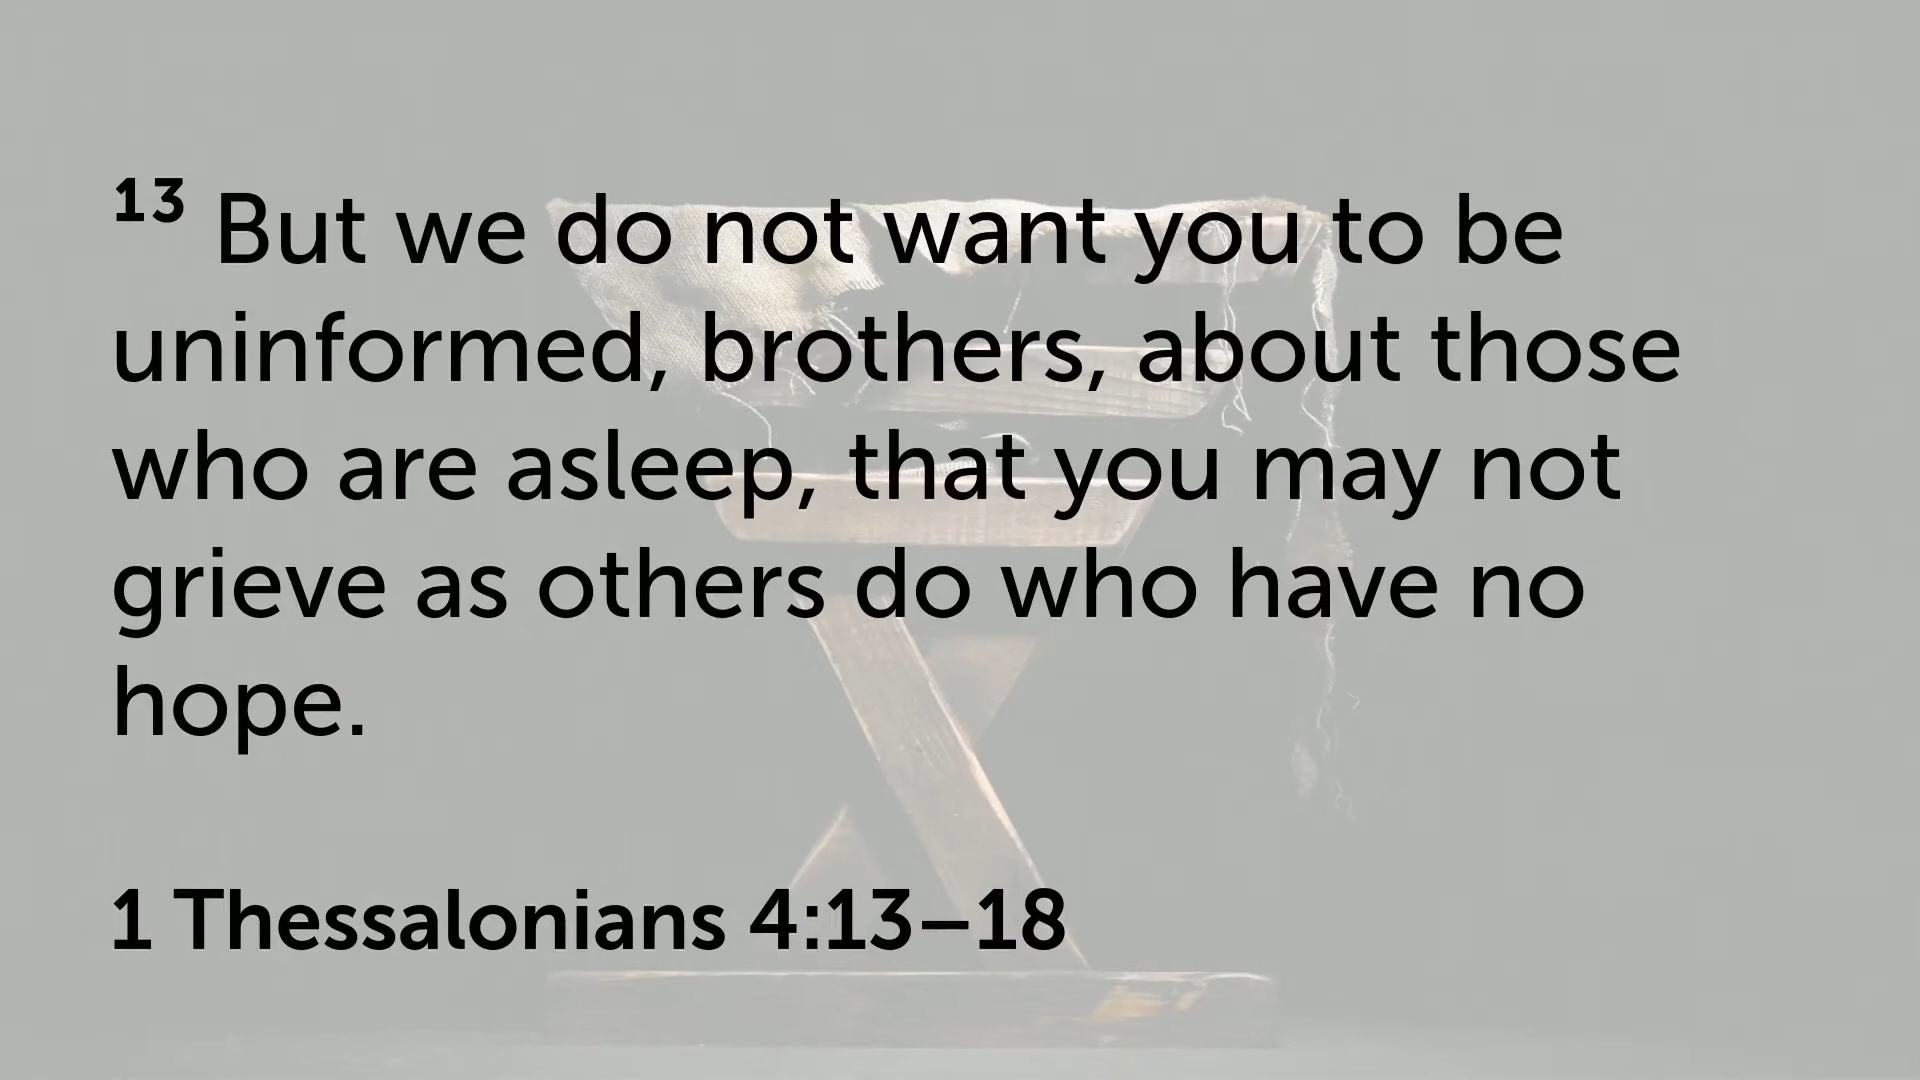 13 But we do not want you to be
uninformed, brothers, about those
who are asleep, that you may not
grieve as others do who have no
hope.
1 Thessalonians 4:13–18